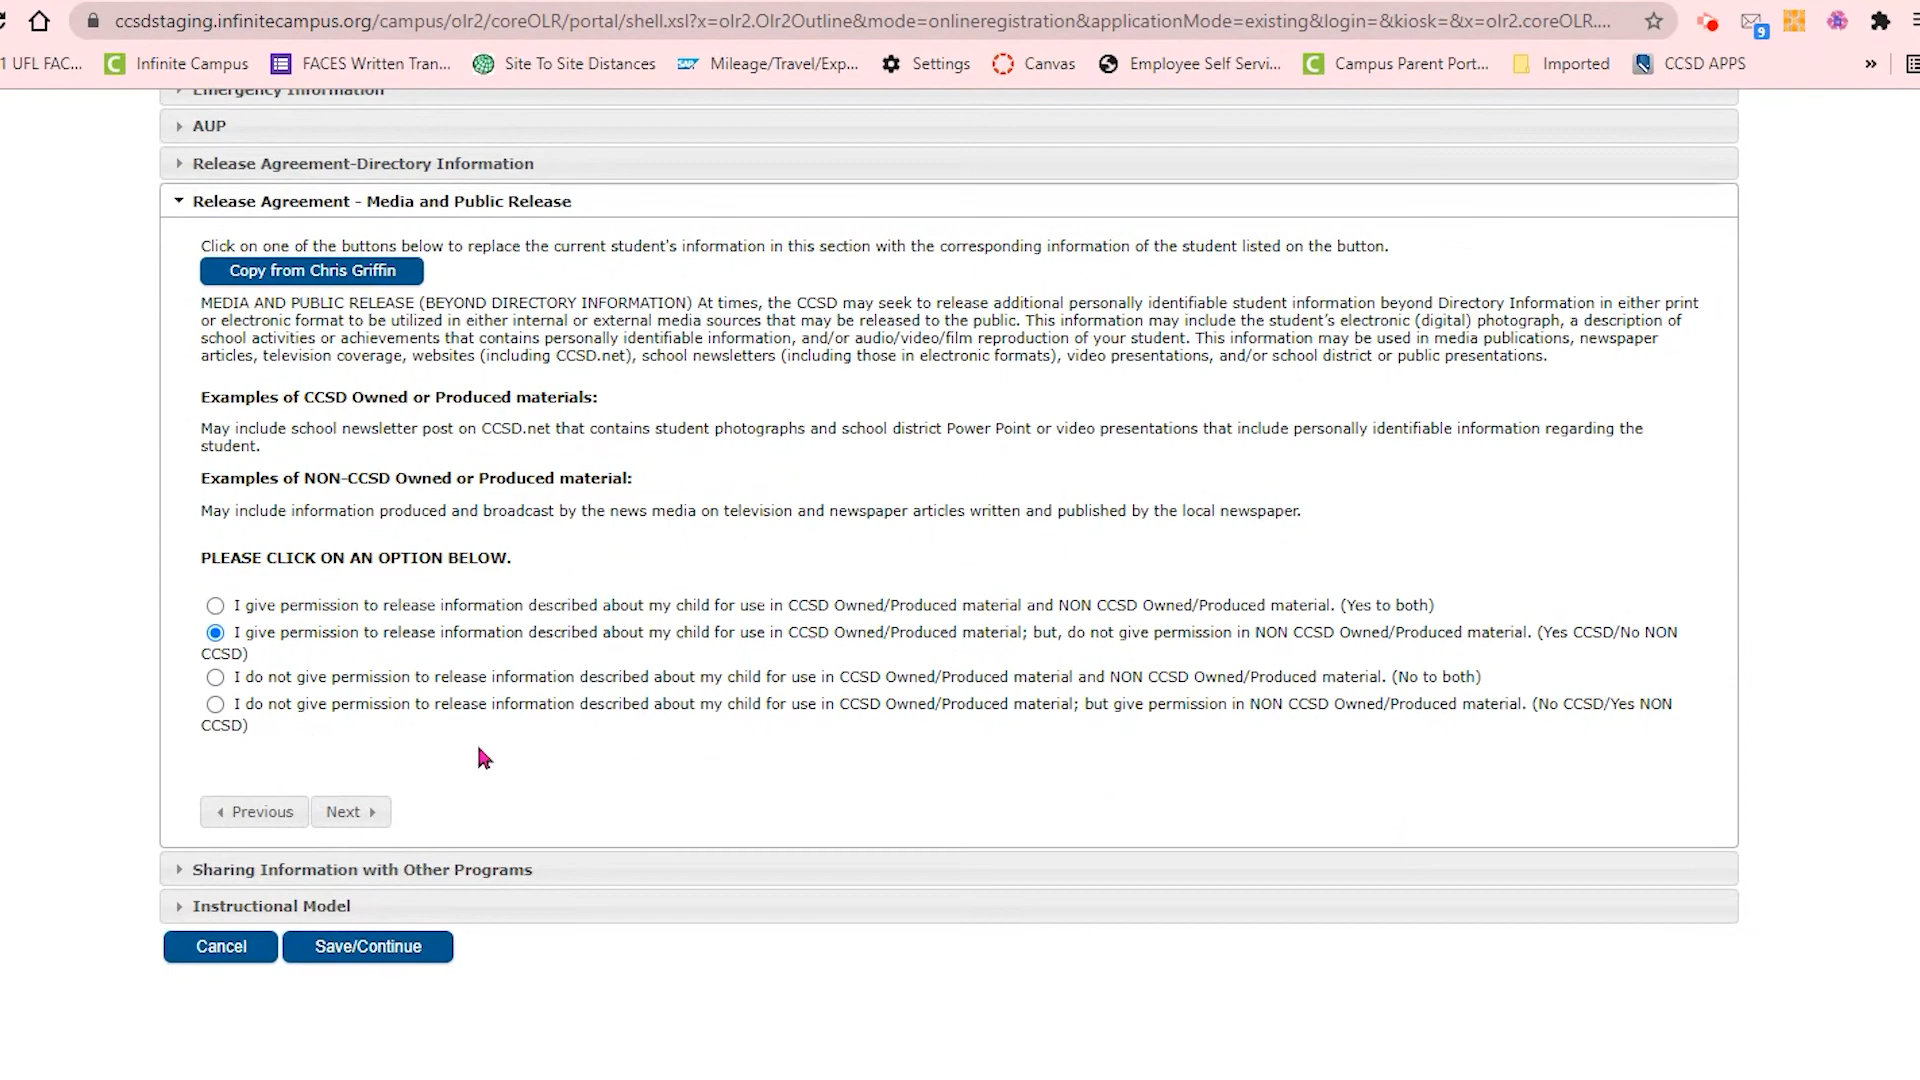 ccsdstaging.infinitecampus.org/campus/olr2/coreOLR/portal/shell.xsl?x=olr2.Olr2Outline&mode=onlineregistration&applicationMode=existing&login=&kiosk=&x=olr2.coreOLR....
9
1 UFL FAC... Infinite Campus FACES Written Tran... Site To Site Distances Mileage/Travel/Exp... Settings Canvas Employee Self Servi... Campus Parent Port... Imported CCSD APPS »
Emergency Information
AUP
Release Agreement-Directory Information
Release Agreement - Media and Public Release
Click on one of the buttons below to replace the current student's information in this section with the corresponding information of the student listed on the button.
Copy from Chris Griffin
MEDIA AND PUBLIC RELEASE (BEYOND DIRECTORY INFORMATION) At times, the CCSD may seek to release additional personally identifiable student information beyond Directory Information in either print
or electronic format to be utilized in either internal or external media sources that may be released to the public. This information may include the student's electronic (digital) photograph, a description of
school activities or achievements that contains personally identifiable information, and/or audio/video/film reproduction of your student. This information may be used in media publications, newspaper
articles, television coverage, websites (including CCSD.net), school newsletters (including those in electronic formats), video presentations, and/or school district or public presentations.
Examples of CCSD Owned or Produced materials:
May include school newsletter post on CCSD.net that contains student photographs and school district Power Point or video presentations that include personally identifiable information regarding the
student.
Examples of NON-CCSD Owned or Produced material:
May include information produced and broadcast by the news media on television and newspaper articles written and published by the local newspaper.
PLEASE CLICK ON AN OPTION BELOW.
I give permission to release information described about my child for use in CCSD Owned/Produced material and NON CCSD Owned/Produced material. (Yes to both)
I give permission to release information described about my child for use in CCSD Owned/Produced material; but, do not give permission in NON CCSD Owned/Produced material. (Yes CCSD/No NON
CCSD)
I do not give permission to release information described about my child for use in CCSD Owned/Produced material and NON CCSD Owned/Produced material. (No to both)
I do not give permission to release information described about my child for use in CCSD Owned/Produced material; but give permission in NON CCSD Owned/Produced material. (No CCSD/Yes NON
CCSD)
Previous Next
Sharing Information with Other Programs
Instructional Model
Cancel Save/Continue